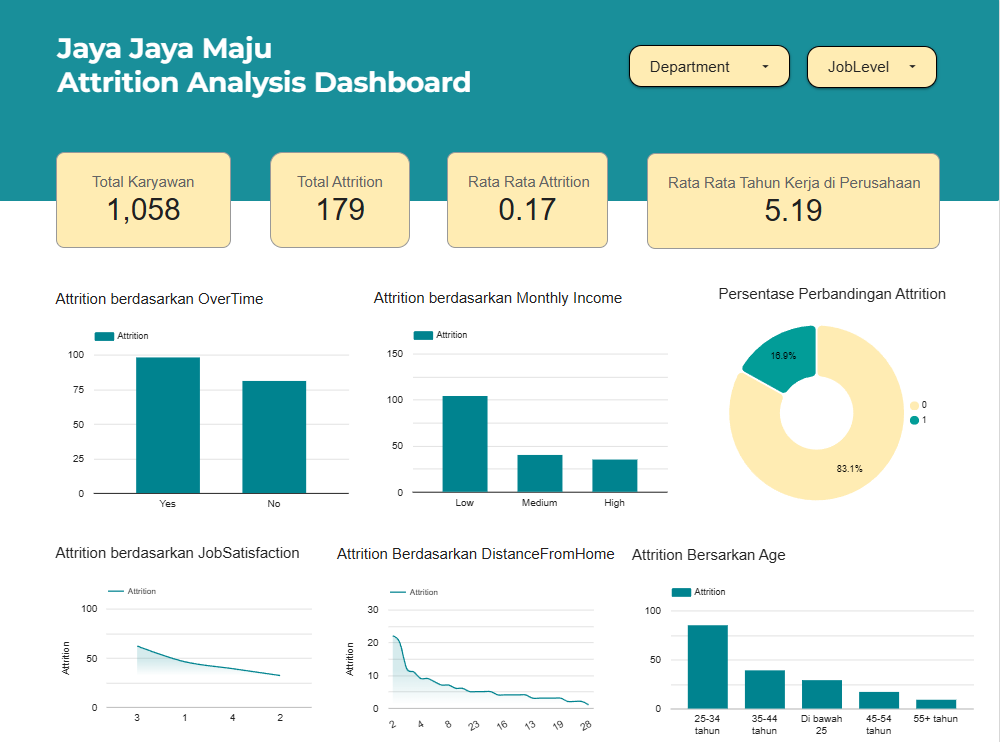 Jaya Jaya Maju
Attrition Analysis Dashboard
Department
JobLevel
Total Karyawan
1,058
Total Attrition
179
Rata Rata Attrition
0.17
Rata Rata Tahun Kerja di Perusahaan
5.19
Attrition berdasarkan OverTime
Attrition
100
75
50
25
0
Yes No
Attrition berdasarkan Monthly Income
Attrition
150
100
50
0
Low Medium High
Persentase Perbandingan Attrition
16.9%
83.1%
0
1
Attrition berdasarkan JobSatisfaction
Attrition
Attrition
100
50
0
3 1 4 2
Attrition Berdasarkan DistanceFromHome
Attrition
Attrition
30
20
10
0
2 4 8 23 16 13 19 28
Attrition Bersarkan Age
Attrition
100
50
0
25-34 tahun
35-44 tahun
Di bawah 25
45-54 tahun
55+ tahun